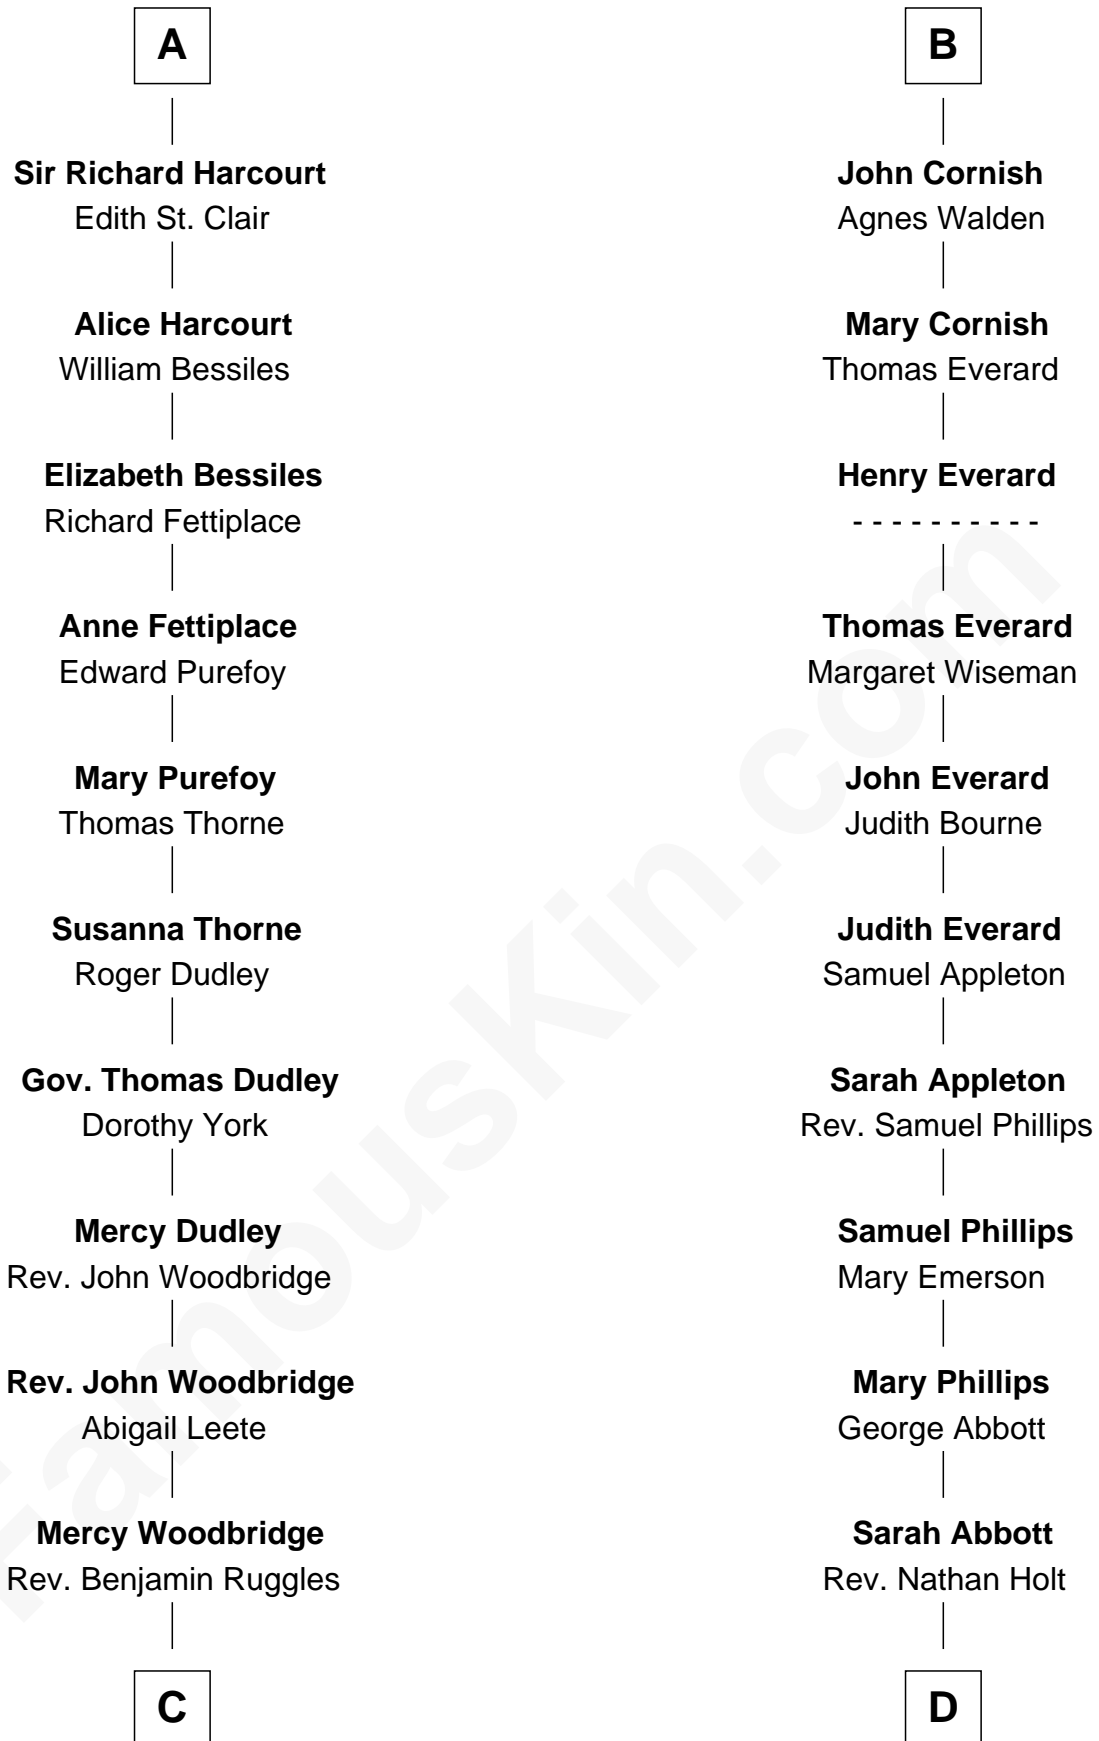 A
Sir Richard Harcourt
Edith St. Clair
Alice Harcourt
William Bessiles
Elizabeth Bessiles
Richard Fettiplace
Anne Fettiplace
Edward Purefoy
Mary Purefoy
Thomas Thorne
Susanna Thorne
Roger Dudley
Gov. Thomas Dudley
Dorothy York
Mercy Dudley
Rev. John Woodbridge
Rev. John Woodbridge
Abigail Leete
Mercy Woodbridge
Rev. Benjamin Ruggles
C
B
John Cornish
Agnes Walden
Mary Cornish
Thomas Everard
Henry Everard
- - - - - - - - - -
Thomas Everard
Margaret Wiseman
John Everard
Judith Bourne
Judith Everard
Samuel Appleton
Sarah Appleton
Rev. Samuel Phillips
Samuel Phillips
Mary Emerson
Mary Phillips
George Abbott
Sarah Abbott
Rev. Nathan Holt
D
FamousKin.com